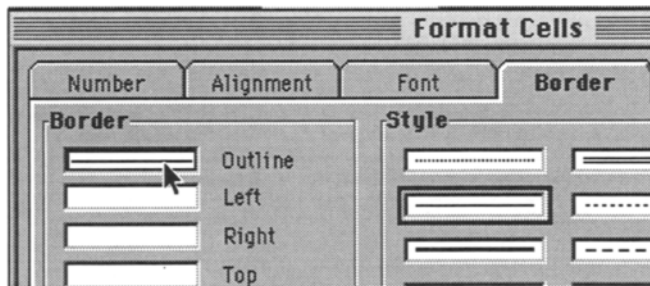 Format Cells
Number Alignment Font Border
Border Style
Outline
Left
Right
Top